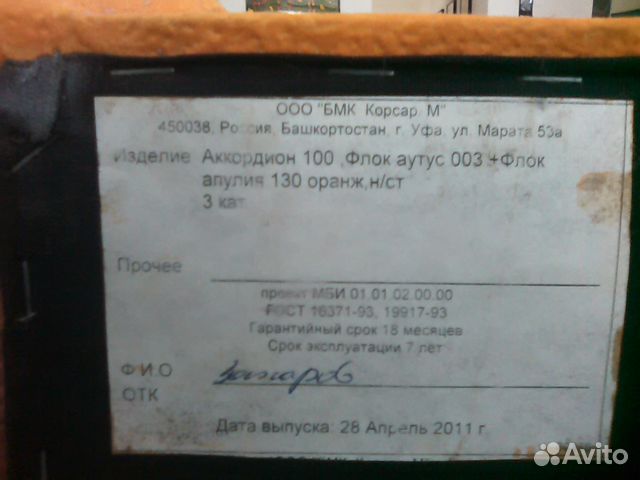 ООО "БМК Корсар М"
450038, Россия, Башкортостан, г. Уфа, ул. Марата 53а
Изделие Аккордион 100 ,Флок аутус 003 +Флок
апулия 130 оранж,н/ст
3 кат
Прочее
проект МБИ 01.01.02.00.00
ГОСТ 16371-93, 19917-93
Гарантийный срок 18 месяцев
Срок эксплуатации 7 лет
Ф.И.О
ОТК
Дата выпуска: 28 Апрель 2011 г.
Avito